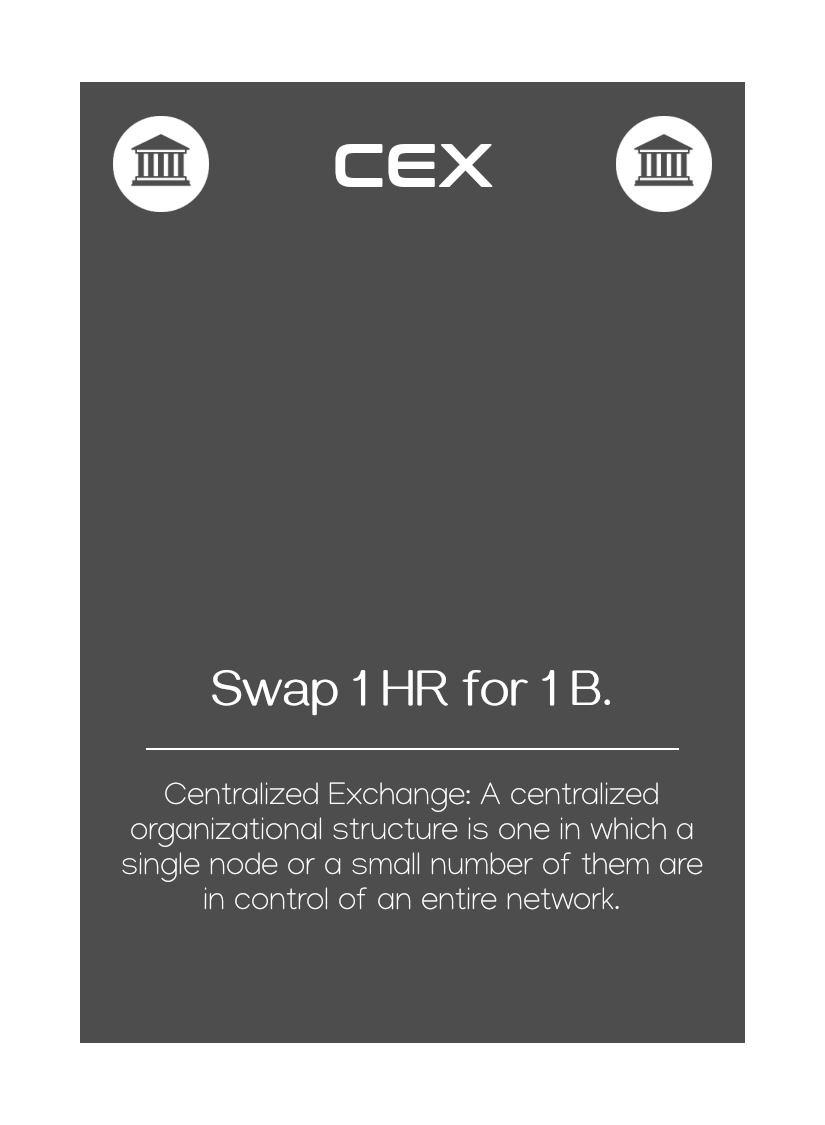 CEX
Swap 1 HR for 1 B.
Centralized Exchange: A centralized
organizational structure is one in which a
single node or a small number of them are
in control of an entire network.